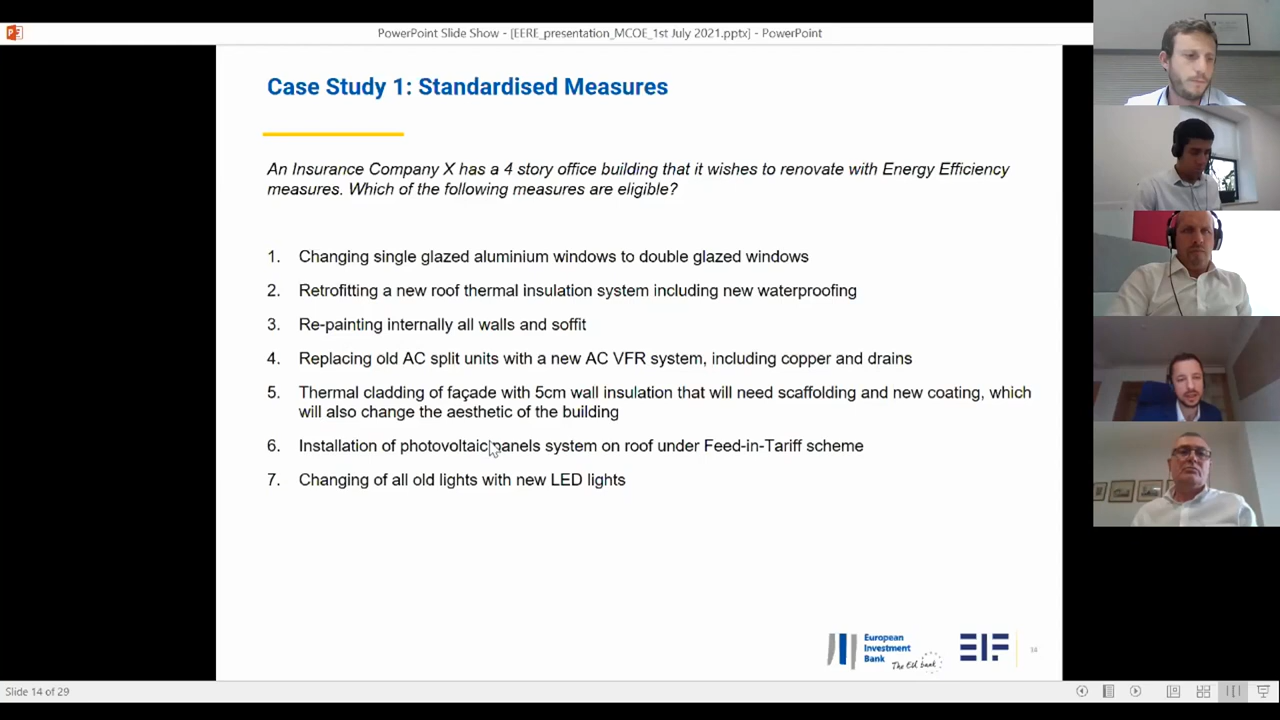 PowerPoint Slide Show - [EERE_presentation_MCOE_1st July 2021.pptx] - PowerPoint
Case Study 1: Standardised Measures
An Insurance Company X has a 4 story office building that it wishes to renovate with Energy Efficiency
measures. Which of the following measures are eligible?
1. Changing single glazed aluminium windows to double glazed windows
2. Retrofitting a new roof thermal insulation system including new waterproofing
3. Re-painting internally all walls and soffit
4. Replacing old AC split units with a new AC VFR system, including copper and drains
5. Thermal cladding of façade with 5cm wall insulation that will need scaffolding and new coating, which
will also change the aesthetic of the building
6. Installation of photovoltaic panels system on roof under Feed-in-Tariff scheme
7. Changing of all old lights with new LED lights
European
Investment
Bank
The EU bank
EIF
34
Slide 14 of 29